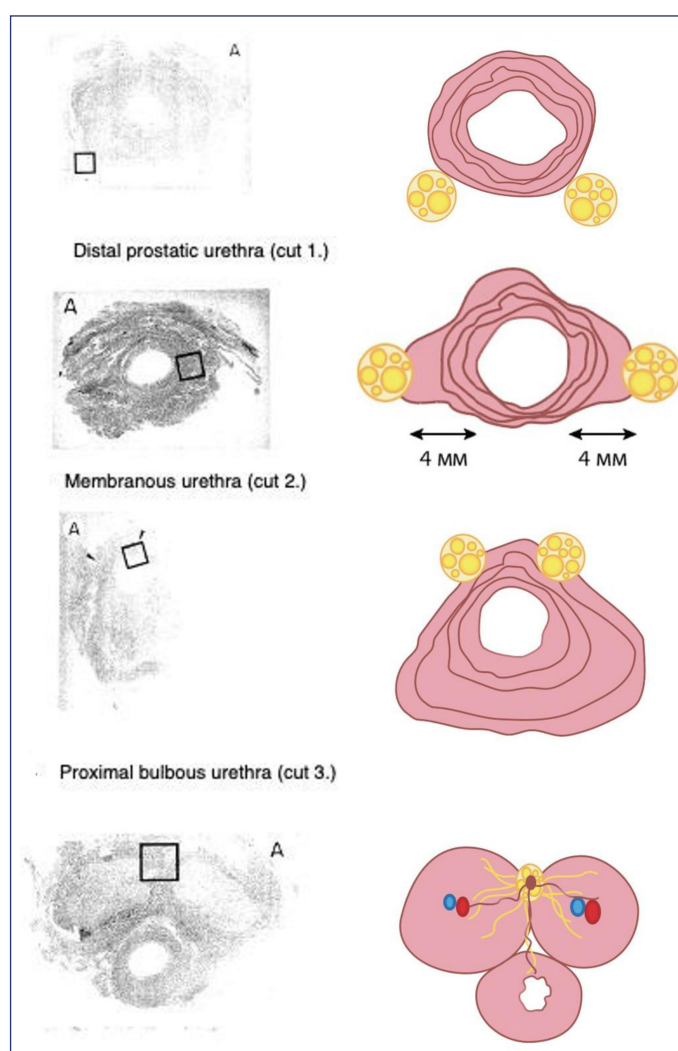 A
Distal prostatic urethra (cut 1.)
A
4 мм 4 мм
Membranous urethra (cut 2.)
A
Proximal bulbous urethra (cut 3.)
A